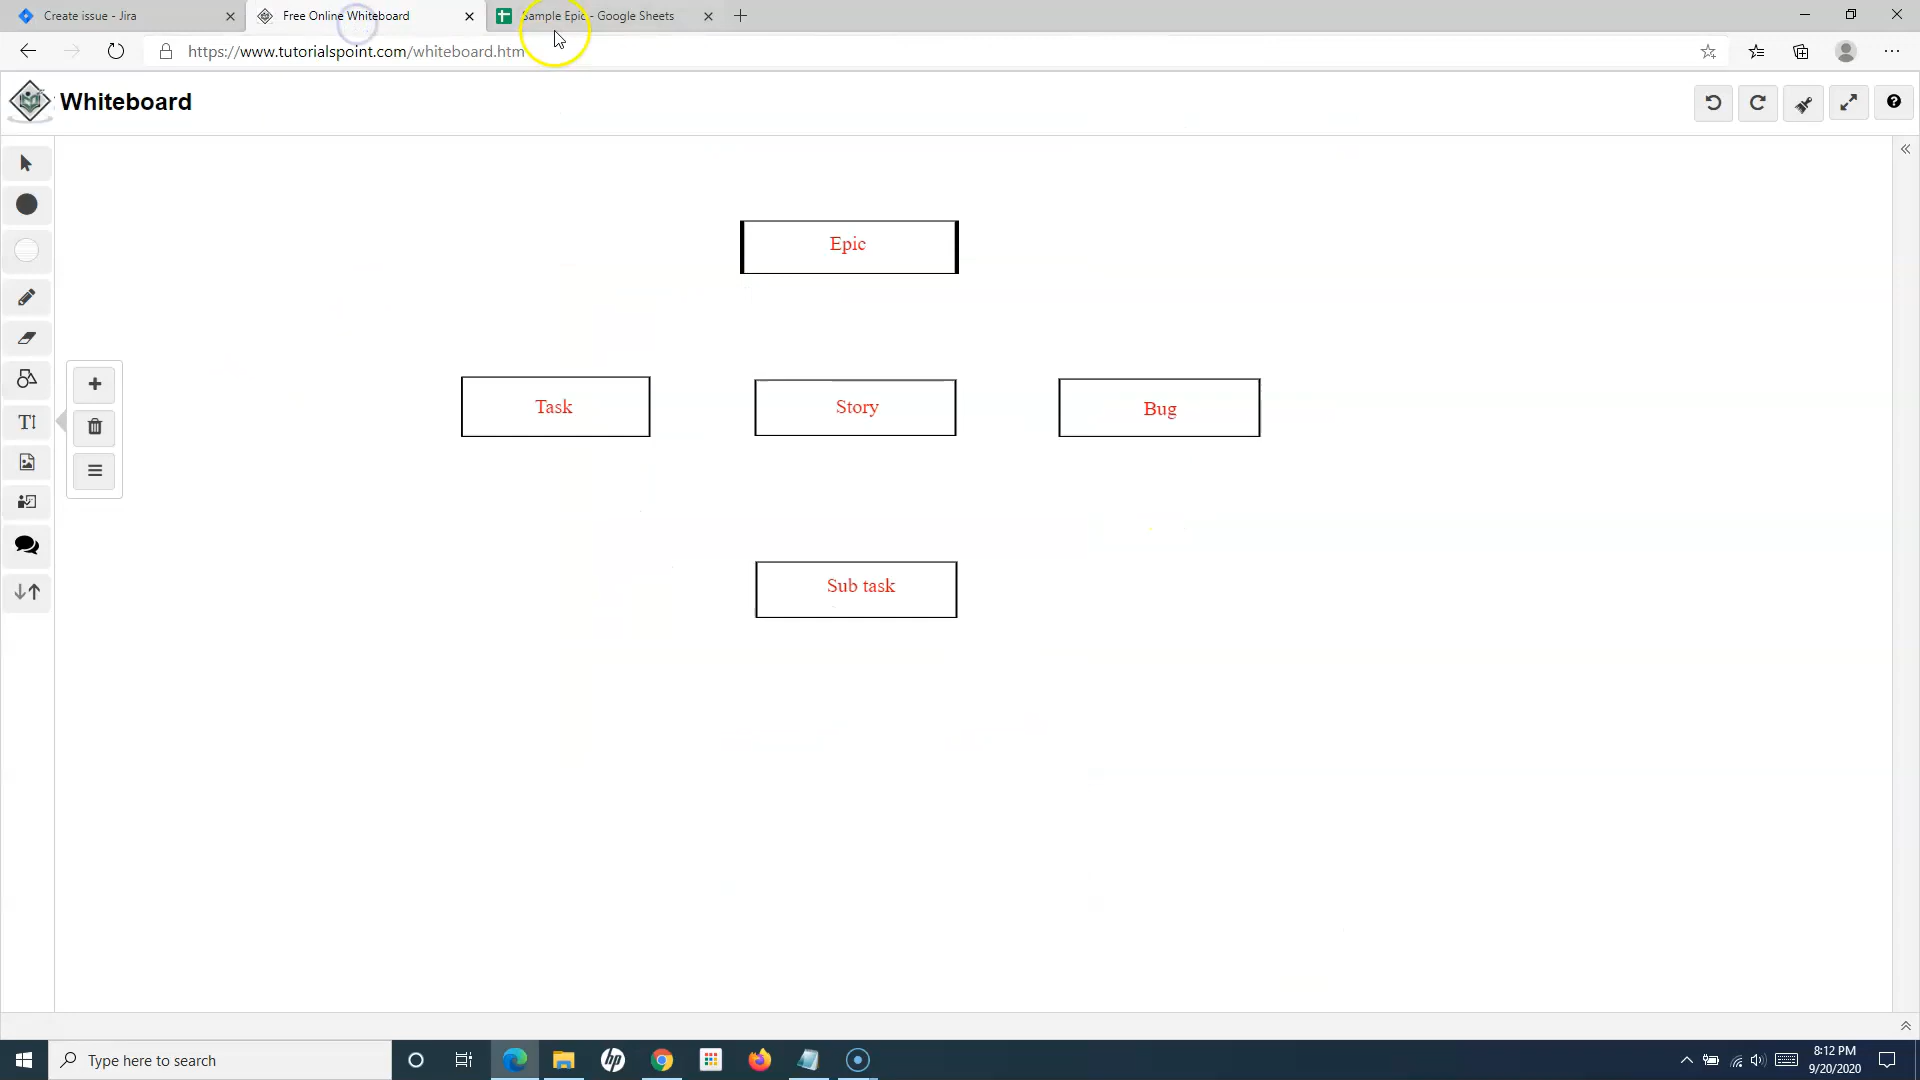 Create issue - Jira
Free Online Whiteboard
Sample Epic - Google Sheets
https://www.tutorialspoint.com/whiteboard.htm
Whiteboard
Epic
Task
Story
Bug
Sub task
Type here to search
8:12 PM
9/20/2020